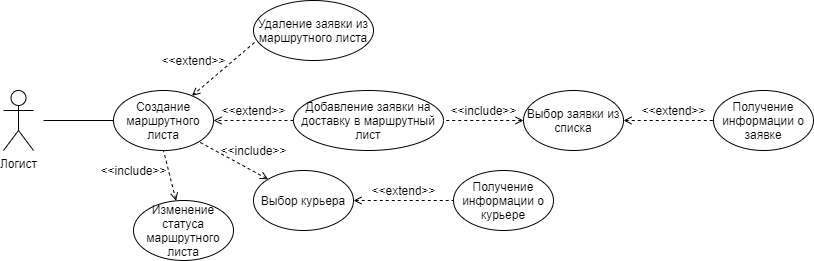 Удаление заявки из
маршрутного листа
<<extend>>
Создание
маршрутного
листа
<<extend>>
Добавление заявки на
доставку в маршрутный
лист
<<include>>
Выбор заявки из
списка
<<extend>>
Получение
информации о
заявке
Логист
<<include>>
<<include>>
Изменение
статуса
маршрутного
листа
Выбор курьера
<<extend>>
Получение
информации о
курьере